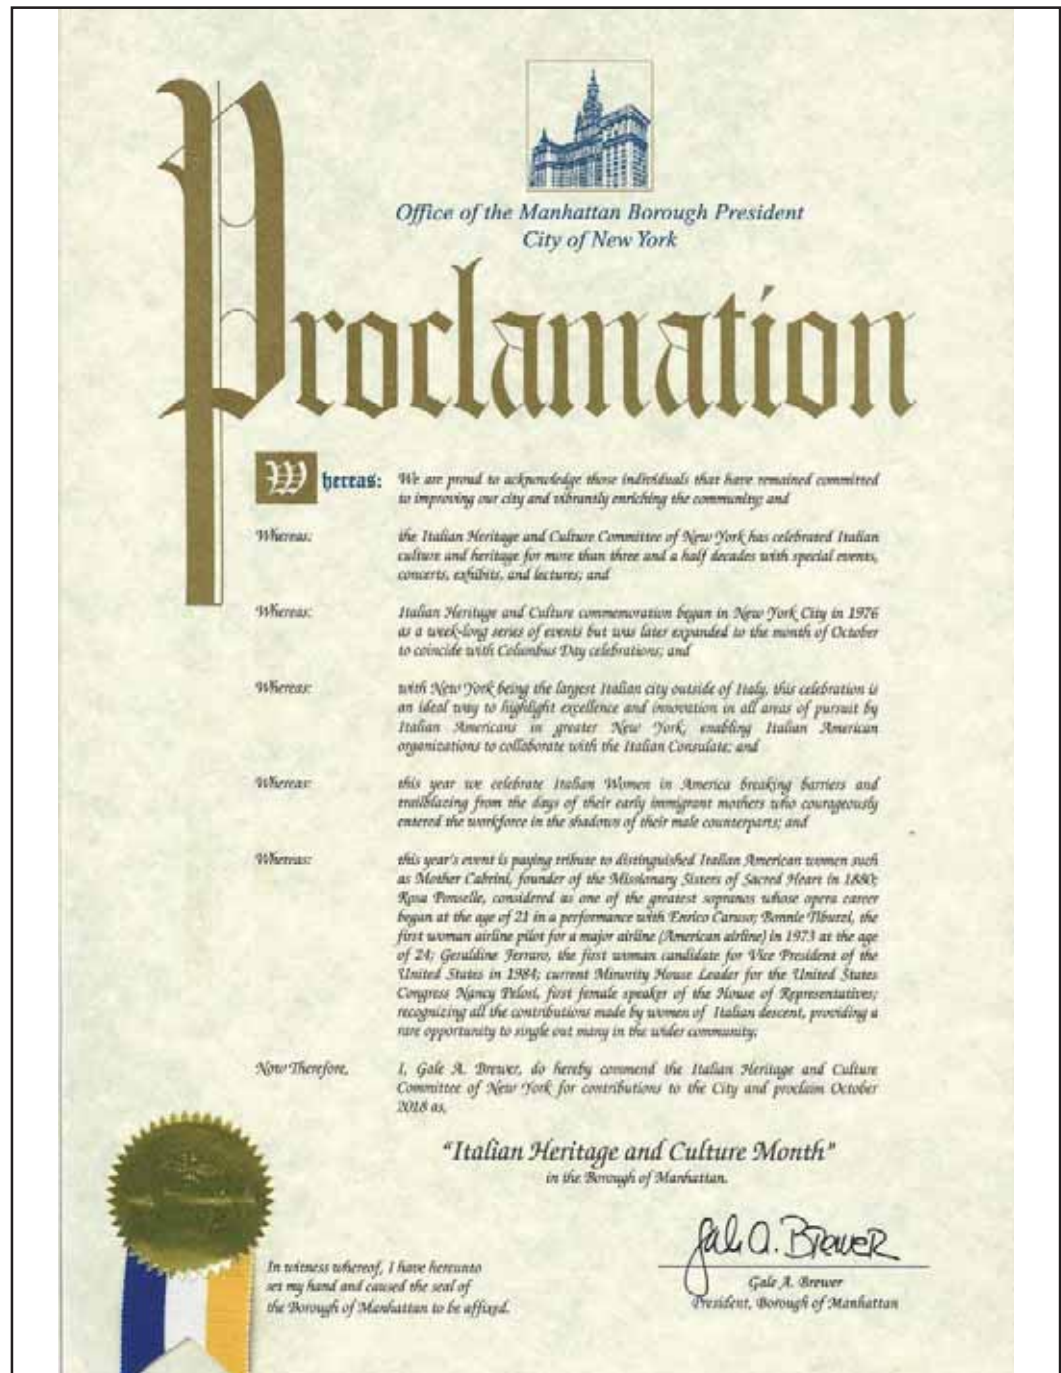 Office of the Manhattan Borough President
City of New York
Proclamation
Whereas: We are proud to acknowledge those individuals that have remained committed
to improving our city and vibrantly enriching the community; and
Whereas: the Italian Heritage and Culture Committee of New York has celebrated Italian
culture and heritage for more than three and a half decades with special events,
concerts, exhibits, and lectures; and
Whereas: Italian Heritage and Culture commemoration began in New York City in 1976
as a week-long series of events but was later expanded to the month of October
to coincide with Columbus Day celebrations; and
Whereas: with New York being the largest Italian city outside of Italy, this celebration is
an ideal way to highlight excellence and innovation in all areas of pursuit by
Italian Americans in greater New York, enabling Italian American
organizations to collaborate with the Italian Consulate; and
Whereas: this year we celebrate Italian Women in America breaking barriers and
trailblazing from the days of their early immigrant mothers who courageously
entered the workforce in the shadows of their male counterparts; and
Whereas: this year's event is paying tribute to distinguished Italian American women such
as Mother Cabrini, founder of the Missionary Sisters of Sacred Heart in 1880;
Rosa Ponselle, considered as one of the greatest sopranos whose opera career
began at the age of 21 in a performance with Enrico Caruso; Bonnie Tiburzi, the
first woman airline pilot for a major airline (American airline) in 1973 at the age
of 24; Geraldine Ferraro, the first woman candidate for Vice President of the
United States in 1984; current Minority House Leader for the United States
Congress Nancy Pelosi, first female speaker of the House of Representatives;
recognizing all the contributions made by women of Italian descent, providing a
rare opportunity to single out many in the wider community;
Now Therefore, I, Gale A. Brewer, do hereby commend the Italian Heritage and Culture
Committee of New York for contributions to the City and proclaim October
2018 as,
"Italian Heritage and Culture Month"
in the Borough of Manhattan.
In witness whereof, I have hereunto
set my hand and caused the seal of
the Borough of Manhattan to be affixed.
Gale A. Brewer
Gale A. Brewer
President, Borough of Manhattan